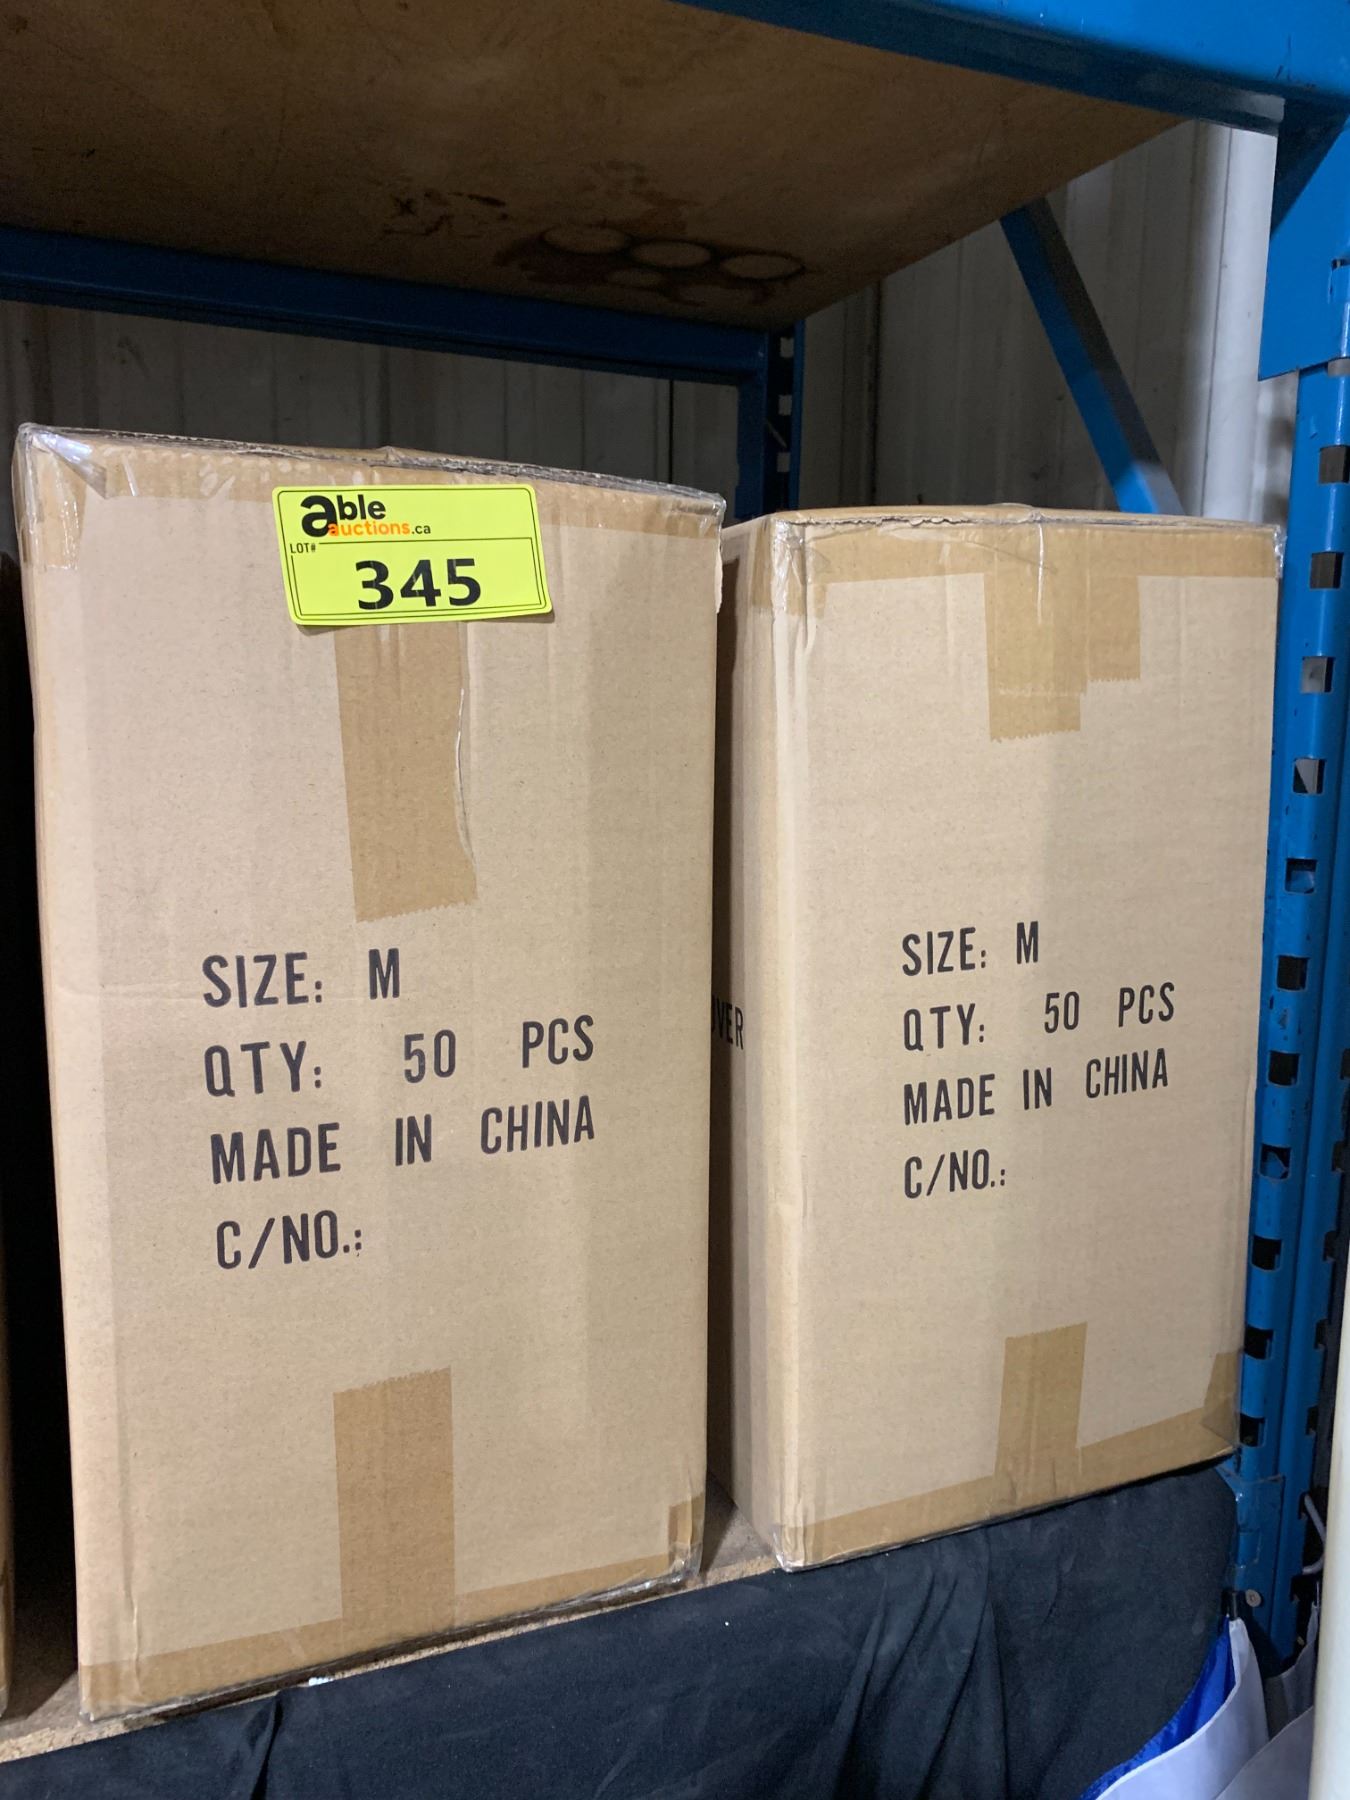 able
auctions.ca
LOT#
345
SIZE: M
QTY: 50 PCS
MADE IN CHINA
C/NO.:
SIZE: M
QTY: 50 PCS
MADE IN CHINA
C/NO.: